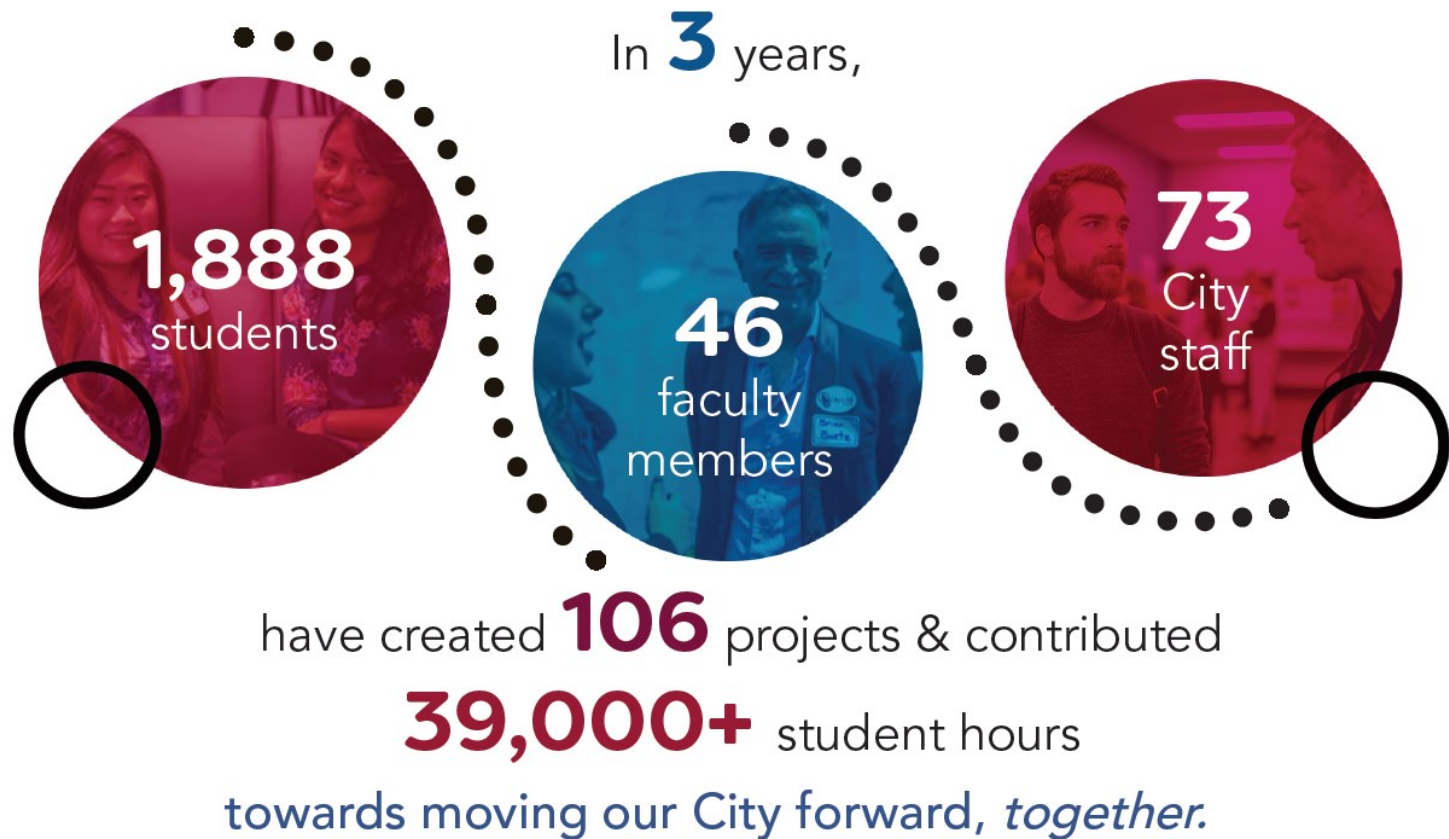 In 3 years,
1,888
students
46
faculty
members
73
City
staff
have created 106 projects & contributed
39,000+ student hours
towards moving our City forward, together.